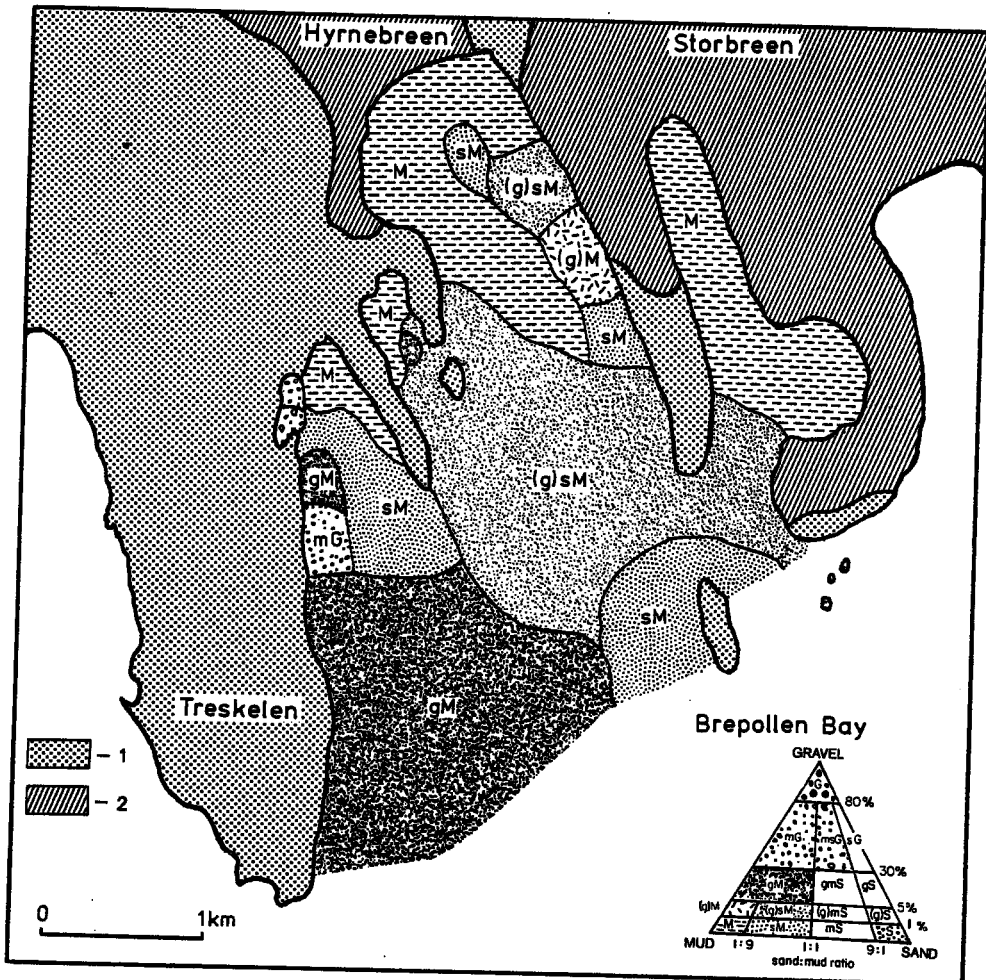 Hyrnebreen
Storbreen
M
sM
(g)sM
M
(g)M
M
sM
M
(g)sM
gM
sM
mG
sM
Treskelen
gM
1
2
0 1km
Brepollen Bay
GRAVEL
G
80%
mG msG sG
30%
gM gmS gS
(g)M (g)sM (g)mS (g)S 5%
M sM mS S 1%
MUD 1:9 1:1 9:1 SAND
sand:mud ratio